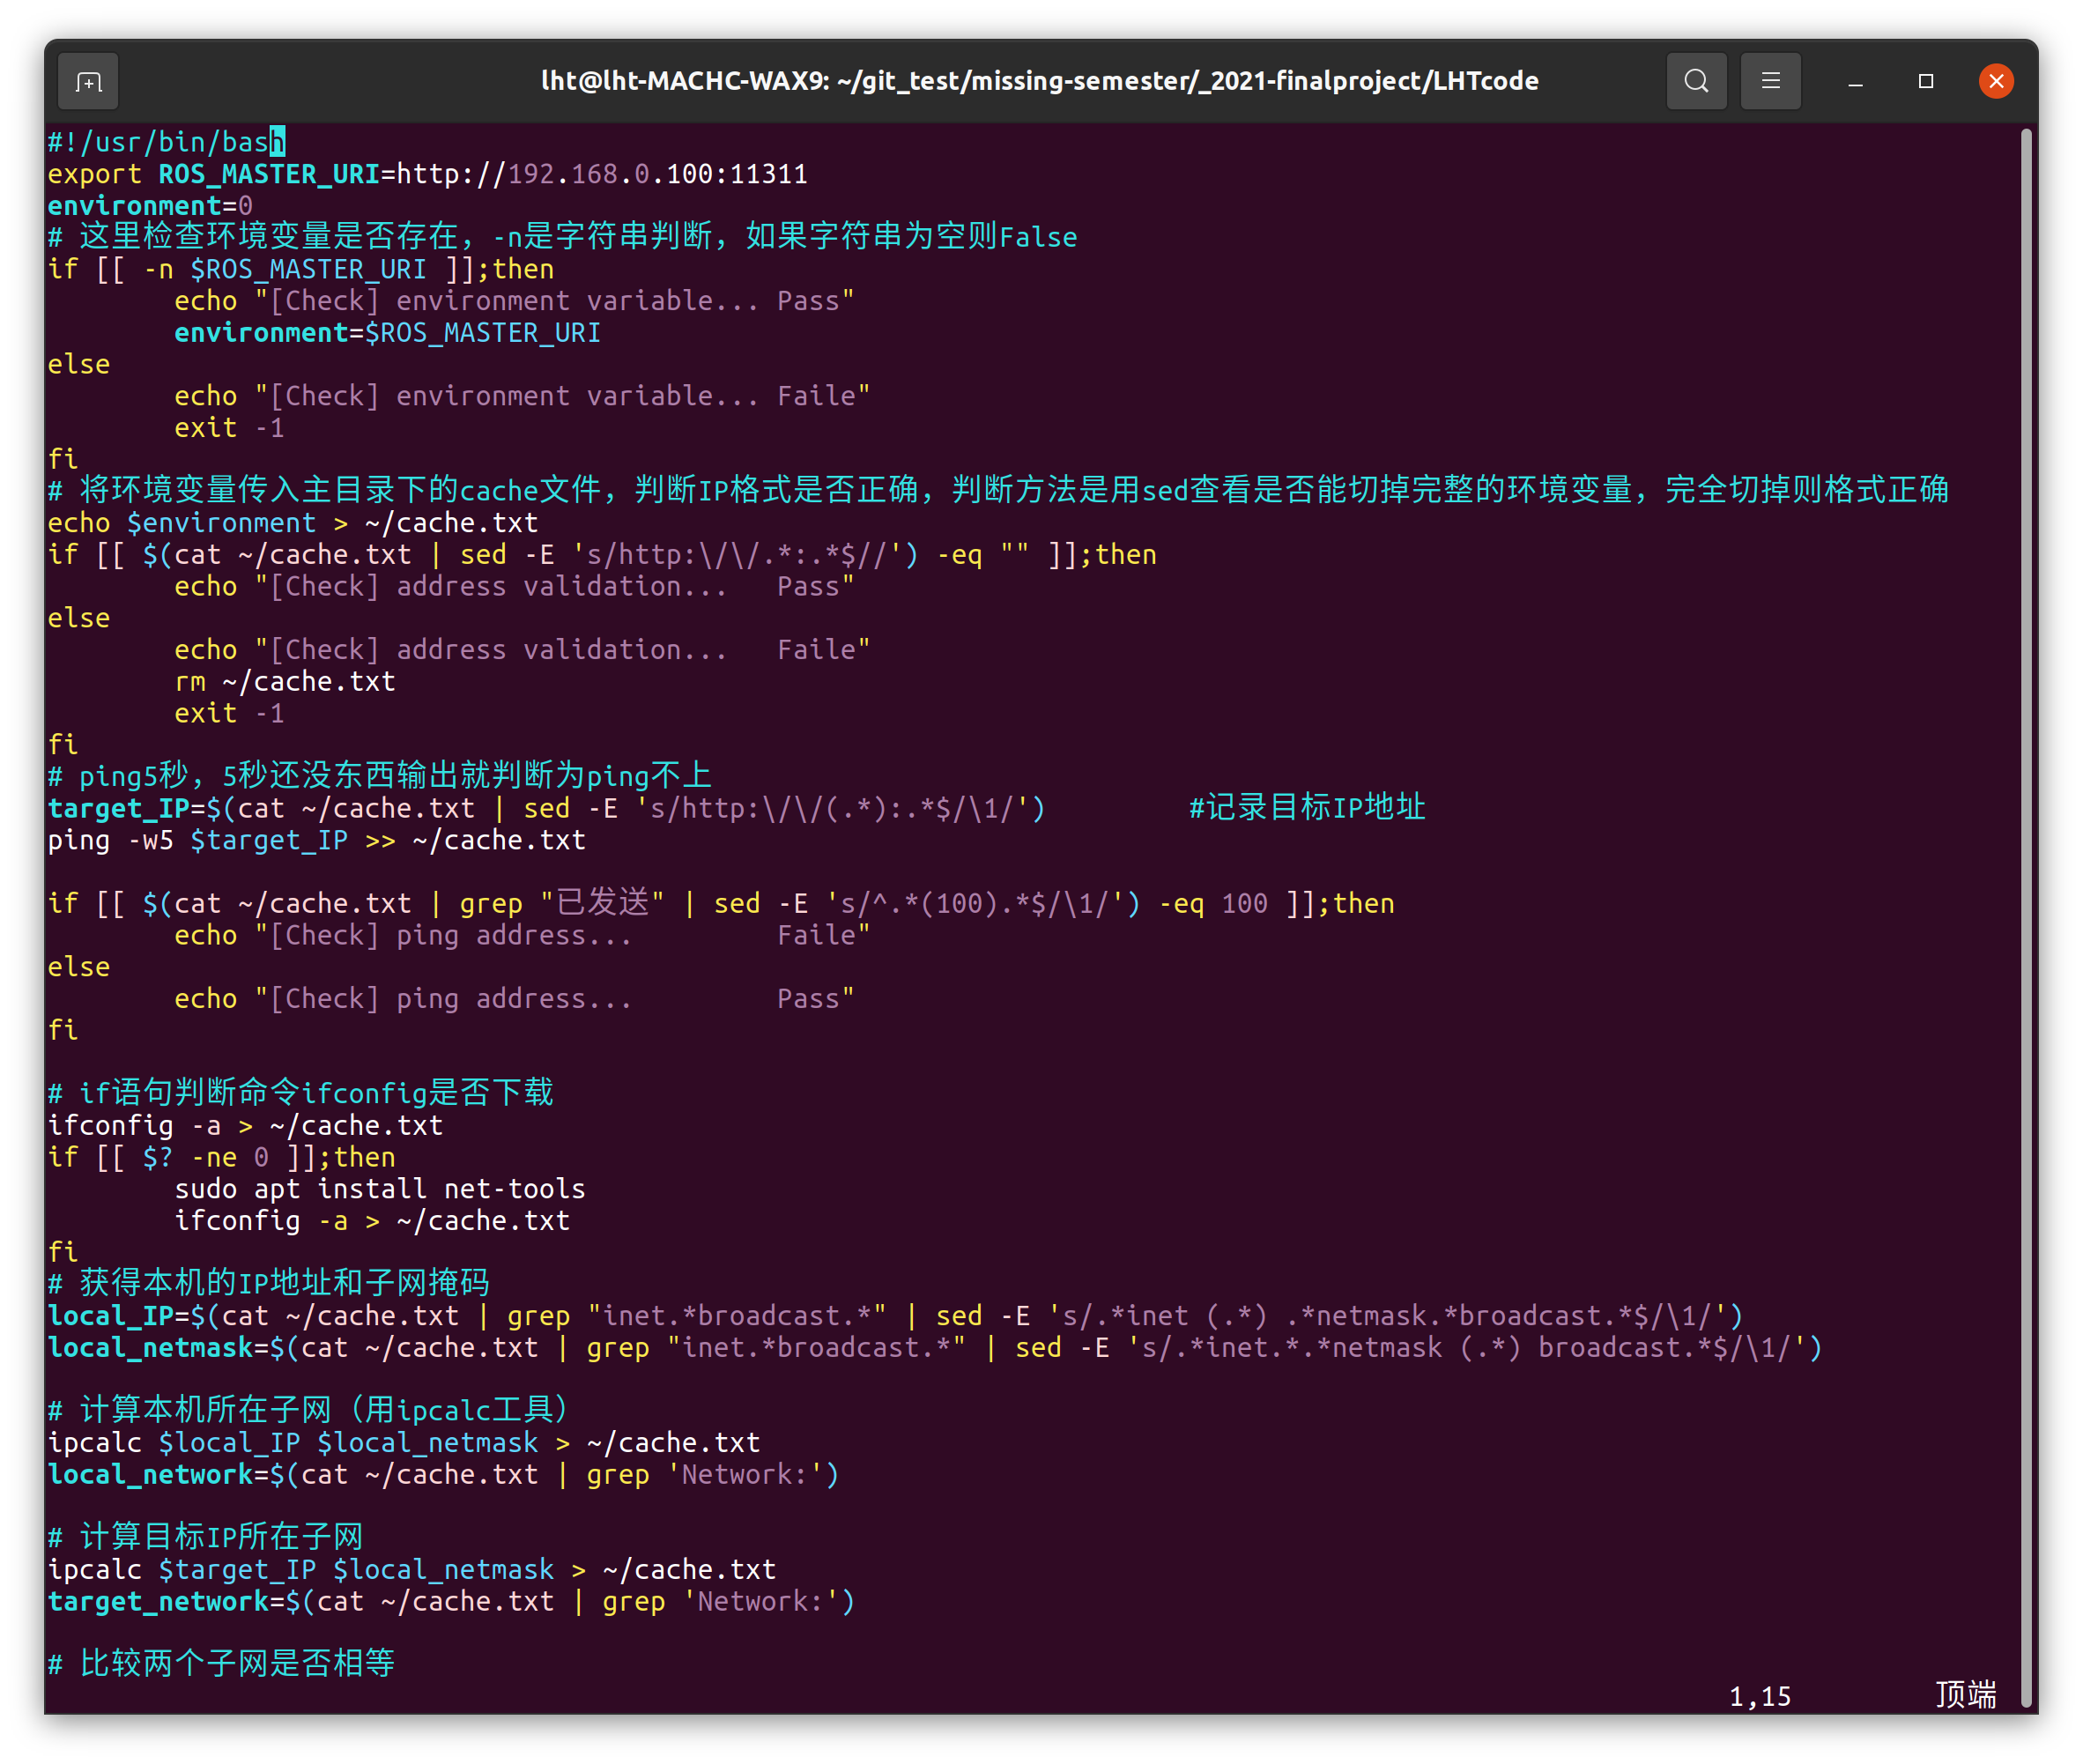 lht@lht-MACHC-WAX9: ~/git_test/missing-semester/_2021-finalproject/LHTcode
#!/usr/bin/bash
export ROS_MASTER_URI=http://192.168.0.100:11311
environment=0
# 这里检查环境变量是否存在，-n是字符串判断，如果字符串为空则False
if [[ -n $ROS_MASTER_URI ]];then
        echo "[Check] environment variable... Pass"
        environment=$ROS_MASTER_URI
else
        echo "[Check] environment variable... Faile"
        exit -1
fi
# 将环境变量传入主目录下的cache文件，判断IP格式是否正确，判断方法是用sed查看是否能切掉完整的环境变量，完全切掉则格式正确
echo $environment > ~/cache.txt
if [[ $(cat ~/cache.txt | sed -E 's/http:\/\/.*:.*$//') -eq "" ]];then
        echo "[Check] address validation...   Pass"
else
        echo "[Check] address validation...   Faile"
        rm ~/cache.txt
        exit -1
fi
# ping5秒，5秒还没东西输出就判断为ping不上
target_IP=$(cat ~/cache.txt | sed -E 's/http:\/\/(.*):.*$/\1/')         #记录目标IP地址
ping -w5 $target_IP >> ~/cache.txt
if [[ $(cat ~/cache.txt | grep "已发送" | sed -E 's/^.*(100).*$/\1/') -eq 100 ]];then
        echo "[Check] ping address...         Faile"
else
        echo "[Check] ping address...         Pass"
fi
# if语句判断命令ifconfig是否下载
ifconfig -a > ~/cache.txt
if [[ $? -ne 0 ]];then
        sudo apt install net-tools
        ifconfig -a > ~/cache.txt
fi
# 获得本机的IP地址和子网掩码
local_IP=$(cat ~/cache.txt | grep "inet.*broadcast.*" | sed -E 's/.*inet (.*) .*netmask.*broadcast.*$/\1/')
local_netmask=$(cat ~/cache.txt | grep "inet.*broadcast.*" | sed -E 's/.*inet.*.*netmask (.*) broadcast.*$/\1/')
# 计算本机所在子网（用ipcalc工具）
ipcalc $local_IP $local_netmask > ~/cache.txt
local_network=$(cat ~/cache.txt | grep 'Network:')
# 计算目标IP所在子网
ipcalc $target_IP $local_netmask > ~/cache.txt
target_network=$(cat ~/cache.txt | grep 'Network:')
# 比较两个子网是否相等
1,15 顶端